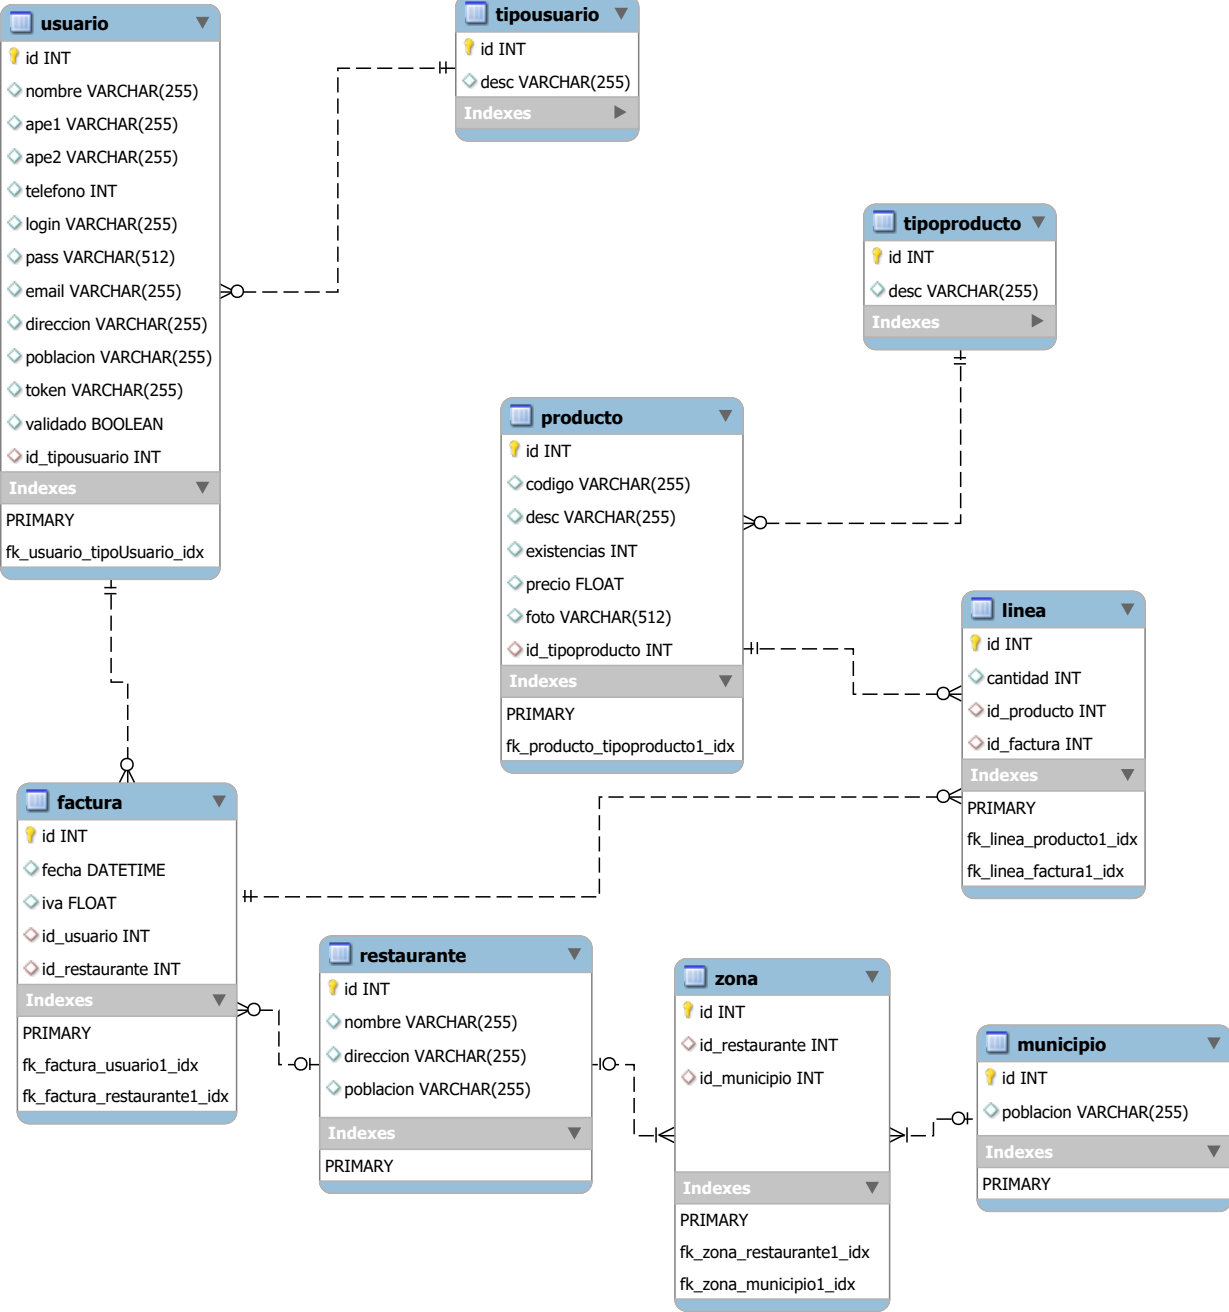 usuario
id INT
nombre VARCHAR(255)
ape1 VARCHAR(255)
ape2 VARCHAR(255)
telefono INT
login VARCHAR(255)
pass VARCHAR(512)
email VARCHAR(255)
direccion VARCHAR(255)
poblacion VARCHAR(255)
token VARCHAR(255)
validado BOOLEAN
id_tipousuario INT
Indexes
PRIMARY
fk_usuario_tipoUsuario_idx
tipousuario
id INT
desc VARCHAR(255)
Indexes
tipoproducto
id INT
desc VARCHAR(255)
Indexes
producto
id INT
codigo VARCHAR(255)
desc VARCHAR(255)
existencias INT
precio FLOAT
foto VARCHAR(512)
id_tipoproducto INT
Indexes
PRIMARY
fk_producto_tipoproducto1_idx
linea
id INT
cantidad INT
id_producto INT
id_factura INT
Indexes
PRIMARY
fk_linea_producto1_idx
fk_linea_factura1_idx
factura
id INT
fecha DATETIME
iva FLOAT
id_usuario INT
id_restaurante INT
Indexes
PRIMARY
fk_factura_usuario1_idx
fk_factura_restaurante1_idx
restaurante
id INT
nombre VARCHAR(255)
direccion VARCHAR(255)
poblacion VARCHAR(255)
Indexes
PRIMARY
zona
id INT
id_restaurante INT
id_municipio INT
Indexes
PRIMARY
fk_zona_restaurante1_idx
fk_zona_municipio1_idx
municipio
id INT
poblacion VARCHAR(255)
Indexes
PRIMARY